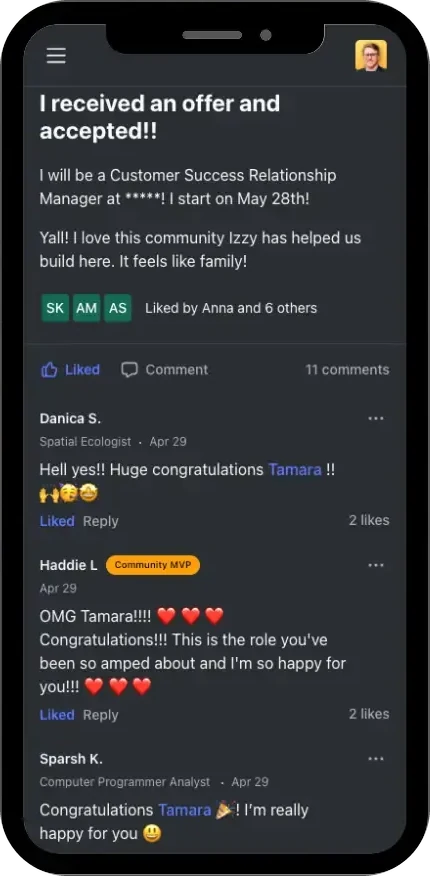 I received an offer and
accepted!!
I will be a Customer Success Relationship
Manager at *****! I start on May 28th!
Yall! I love this community Izzy has helped us
build here. It feels like family!
SK AM AS Liked by Anna and 6 others
Liked Comment 11 comments
Danica S.
Spatial Ecologist • Apr 29
Hell yes!! Huge congratulations Tamara !!
🙌🥳🤩
Liked Reply 2 likes
Haddie L Community MVP
Apr 29
OMG Tamara!!!! ❤️ ❤️ ❤️
Congratulations!!! This is the role you've
been so amped about and I'm so happy for
you!!! ❤️ ❤️ ❤️
Liked Reply 2 likes
Sparsh K.
Computer Programmer Analyst • Apr 29
Congratulations Tamara 🎉! I'm really
happy for you 😃